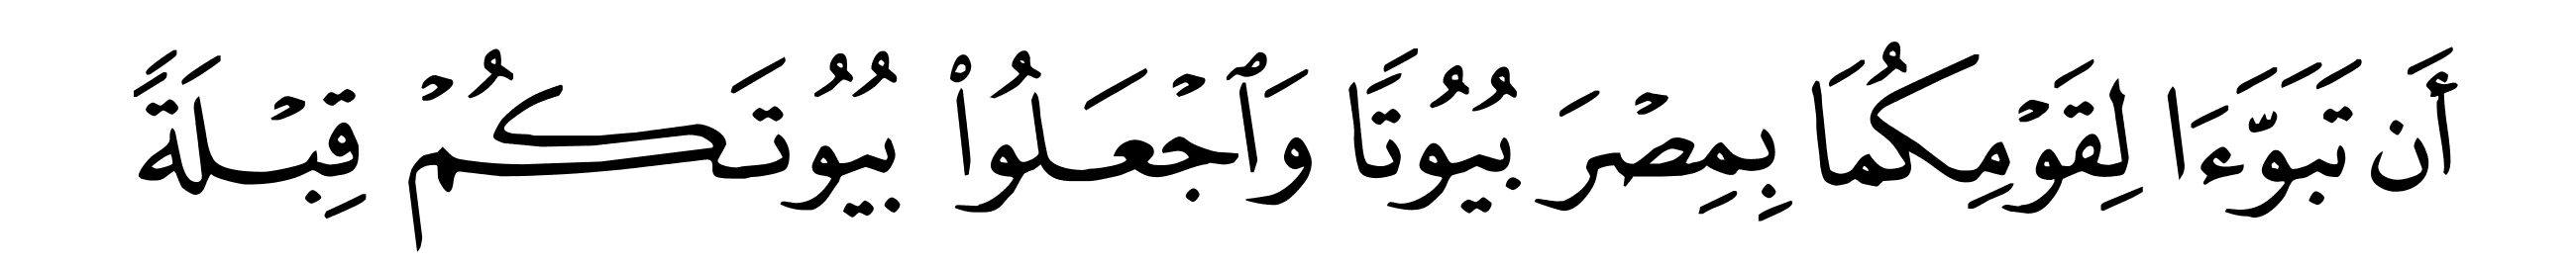 أَن تَبَوَّءَا لِقَوْمِكُمَا بِمِصْرَ بُيُوتًا وَٱجْعَلُوا۟ بُيُوتَكُمْ قِبْلَةً